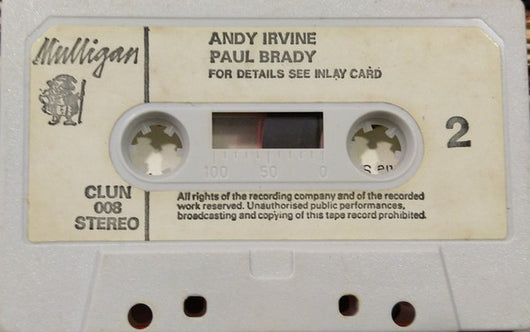 Mulligan
ANDY IRVINE
PAUL BRADY
FOR DETAILS SEE INLAY CARD
2
100 50 0
CLUN
008
STEREO
All rights of the recording company and of the recorded
work reserved. Unauthorised public performances,
broadcasting and copying of this tape record prohibited.